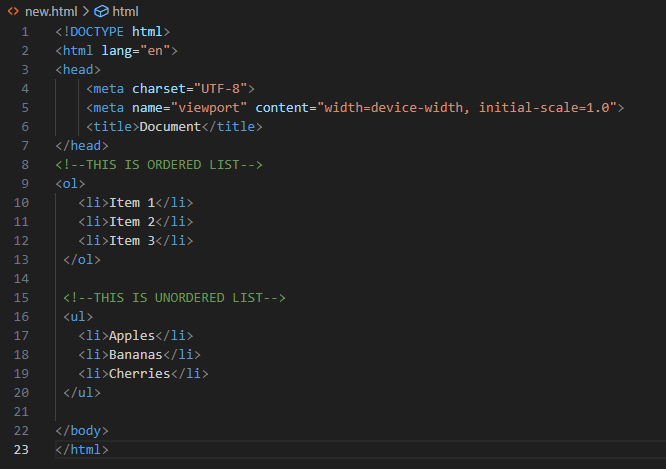 new.html > html
1 <!DOCTYPE html>
2 <html lang="en">
3 <head>
4     <meta charset="UTF-8">
5     <meta name="viewport" content="width=device-width, initial-scale=1.0">
6     <title>Document</title>
7 </head>
8 <!--THIS IS ORDERED LIST-->
9 <ol>
10    <li>Item 1</li>
11    <li>Item 2</li>
12    <li>Item 3</li>
13  </ol>
14
15  <!--THIS IS UNORDERED LIST-->
16  <ul>
17    <li>Apples</li>
18    <li>Bananas</li>
19    <li>Cherries</li>
20  </ul>
21
22 </body>
23 </html>